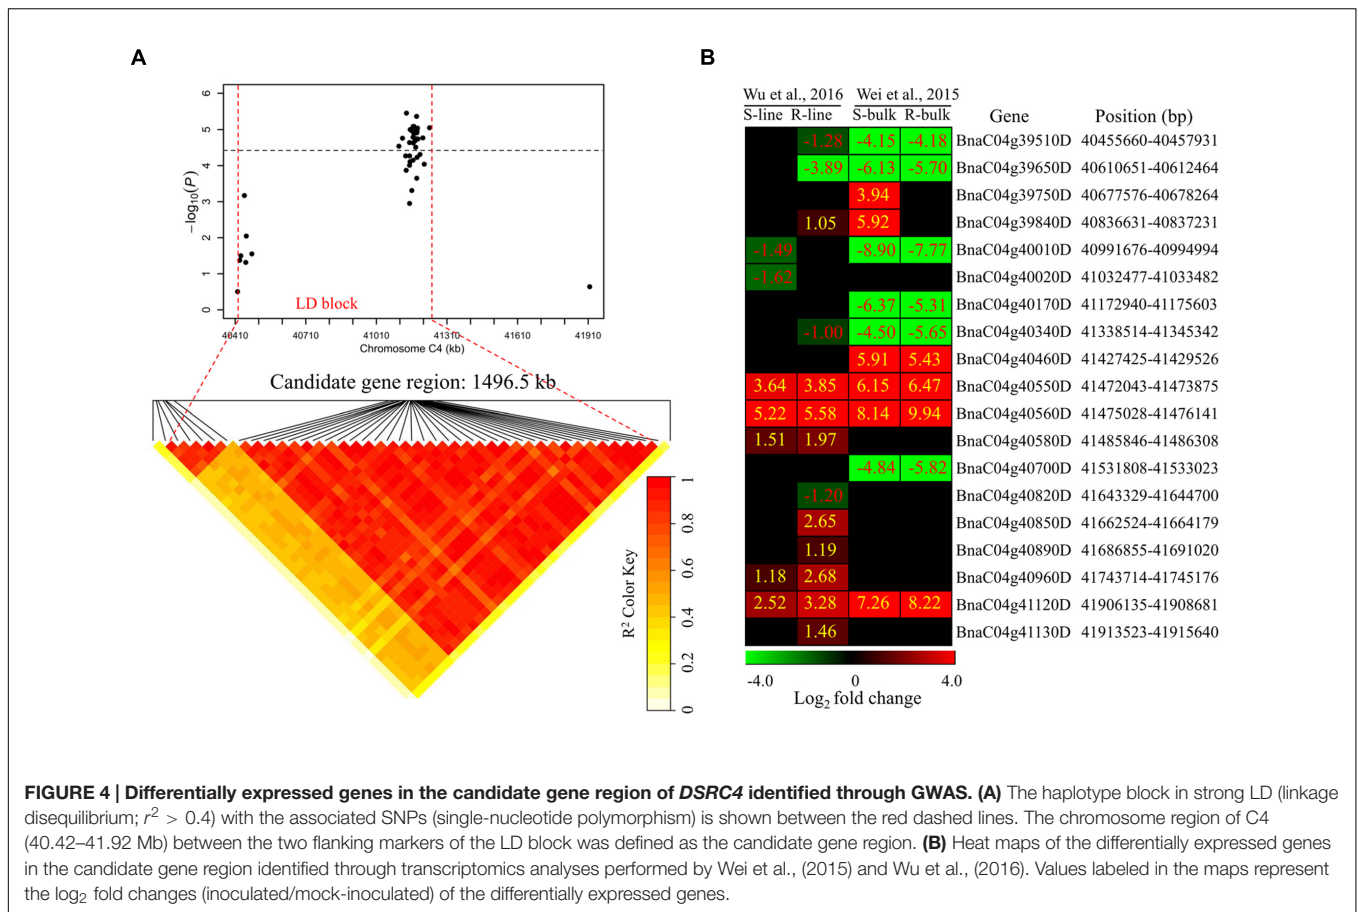 A
6
5
4
3
2
1
0
−log10(P)
LD block
40410 40710 41010 41310 41610 41910
Chromosome C4 (kb)
Candidate gene region: 1496.5 kb
1
0.8
0.6
0.4
0.2
0
R2 Color Key
B
Wu et al., 2016 Wei et al., 2015
S-line R-line S-bulk R-bulk Gene Position (bp)
-1.28 -4.15 -4.18 BnaC04g39510D 40455660-40457931
-3.89 -6.13 -5.70 BnaC04g39650D 40610651-40612464
3.94 BnaC04g39750D 40677576-40678264
1.05 5.92 BnaC04g39840D 40836631-40837231
-1.49 -8.90 -7.77 BnaC04g40010D 40991676-40994994
-1.62 BnaC04g40020D 41032477-41033482
-6.37 -5.31 BnaC04g40170D 41172940-41175603
-1.00 -4.50 -5.65 BnaC04g40340D 41338514-41345342
5.91 5.43 BnaC04g40460D 41427425-41429526
3.64 3.85 6.15 6.47 BnaC04g40550D 41472043-41473875
5.22 5.58 8.14 9.94 BnaC04g40560D 41475028-41476141
1.51 1.97 BnaC04g40580D 41485846-41486308
-4.84 -5.82 BnaC04g40700D 41531808-41533023
-1.20 BnaC04g40820D 41643329-41644700
2.65 BnaC04g40850D 41662524-41664179
1.19 BnaC04g40890D 41686855-41691020
1.18 2.68 BnaC04g40960D 41743714-41745176
2.52 3.28 7.26 8.22 BnaC04g41120D 41906135-41908681
1.46 BnaC04g41130D 41913523-41915640
-4.0 0 4.0
Log2 fold change
FIGURE 4 | Differentially expressed genes in the candidate gene region of DSRC4 identified through GWAS. (A) The haplotype block in strong LD (linkage
disequilibrium; r2 > 0.4) with the associated SNPs (single-nucleotide polymorphism) is shown between the red dashed lines. The chromosome region of C4
(40.42–41.92 Mb) between the two flanking markers of the LD block was defined as the candidate gene region. (B) Heat maps of the differentially expressed genes
in the candidate gene region identified through transcriptomics analyses performed by Wei et al., (2015) and Wu et al., (2016). Values labeled in the maps represent
the log2 fold changes (inoculated/mock-inoculated) of the differentially expressed genes.